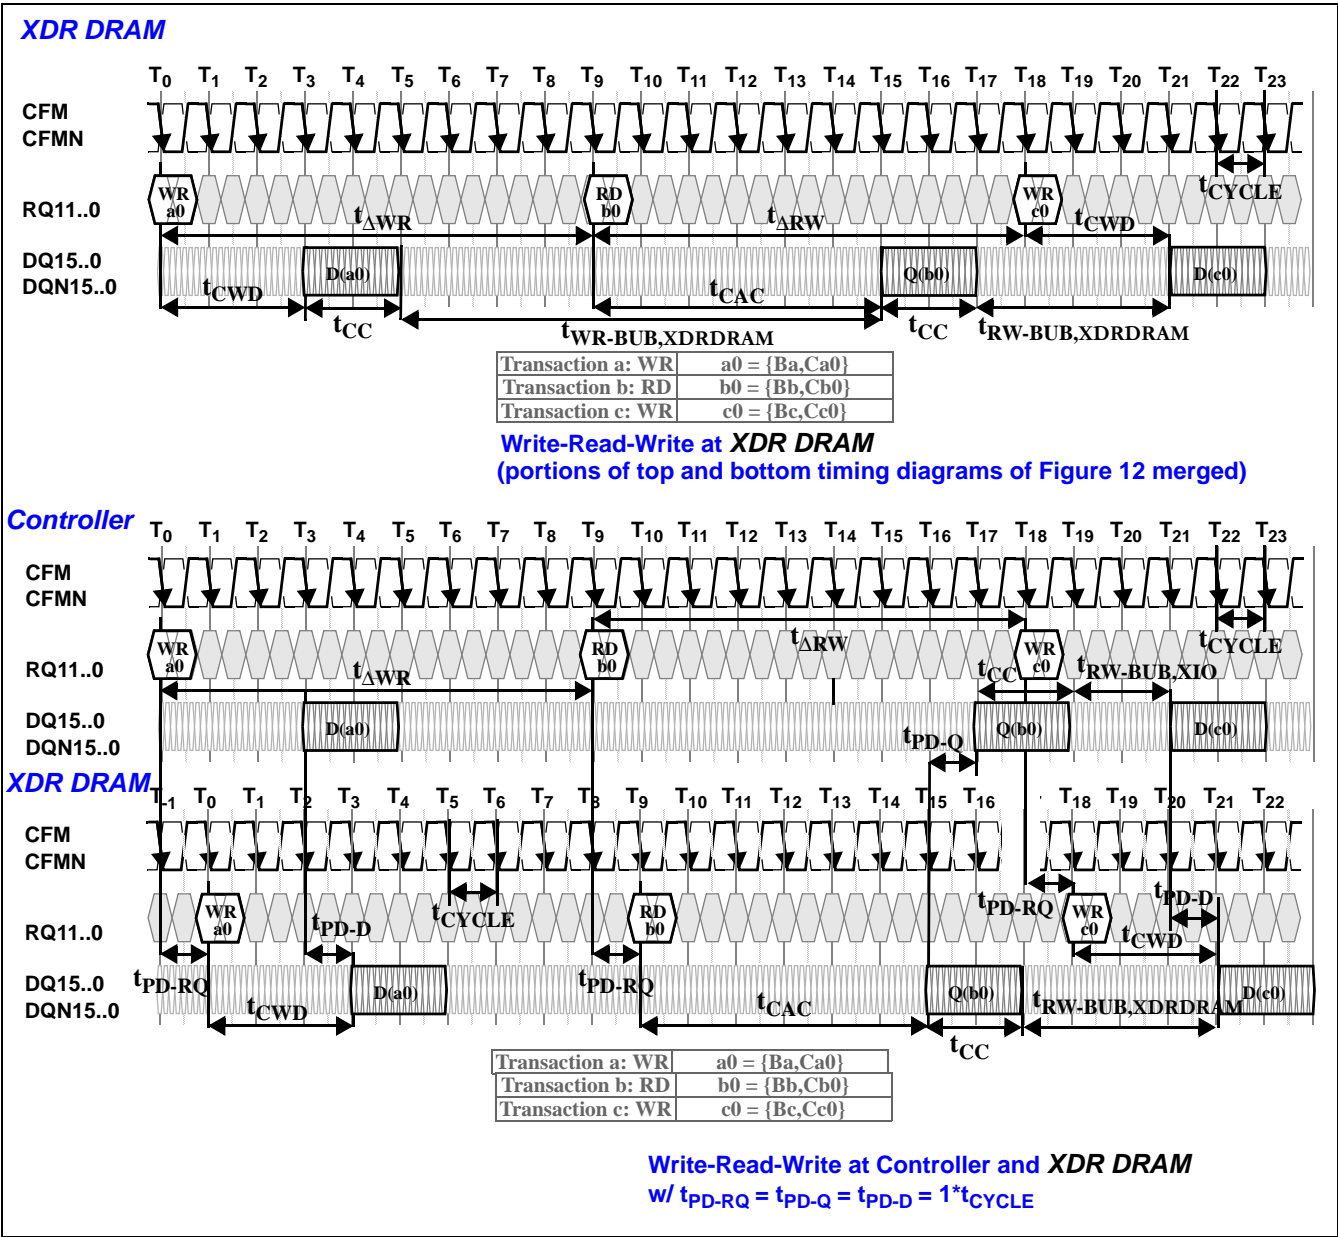 XDR DRAM
T0 T1 T2 T3 T4 T5 T6 T7 T8 T9 T10 T11 T12 T13 T14 T15 T16 T17 T18 T19 T20 T21 T22 T23
CFM
CFMN
tCYCLE
RQ11..0
WR a0
RD b0
WR c0
tΔWR
tΔRW
tCWD
DQ15..0
DQN15..0
D(a0)
Q(b0)
D(c0)
tCWD
tCAC
tCC
tWR-BUB,XDRDRAM
tCC
tRW-BUB,XDRDRAM
Transaction a: WR a0 = {Ba,Ca0}
Transaction b: RD b0 = {Bb,Cb0}
Transaction c: WR c0 = {Bc,Cc0}
Write-Read-Write at XDR DRAM
(portions of top and bottom timing diagrams of Figure 12 merged)
Controller
T0 T1 T2 T3 T4 T5 T6 T7 T8 T9 T10 T11 T12 T13 T14 T15 T16 T17 T18 T19 T20 T21 T22 T23
CFM
CFMN
tΔRW
tCYCLE
RQ11..0
WR a0
RD b0
WR c0
tΔWR
tCC
tRW-BUB,XIO
DQ15..0
DQN15..0
D(a0)
Q(b0)
D(c0)
tPD-Q
XDR DRAM
T-1 T0 T1 T2 T3 T4 T5 T6 T7 T8 T9 T10 T11 T12 T13 T14 T15 T16 T18 T19 T20 T21 T22
CFM
CFMN
tPD-RQ
tPD-D
RQ11..0
WR a0
tPD-D
tCYCLE
RD b0
WR c0
tCWD
tPD-RQ
tPD-RQ
DQ15..0
DQN15..0
D(a0)
Q(b0)
D(c0)
tCWD
tCAC
tRW-BUB,XDRDRAM
tCC
Transaction a: WR a0 = {Ba,Ca0}
Transaction b: RD b0 = {Bb,Cb0}
Transaction c: WR c0 = {Bc,Cc0}
Write-Read-Write at Controller and XDR DRAM
w/ tPD-RQ = tPD-Q = tPD-D = 1*tCYCLE